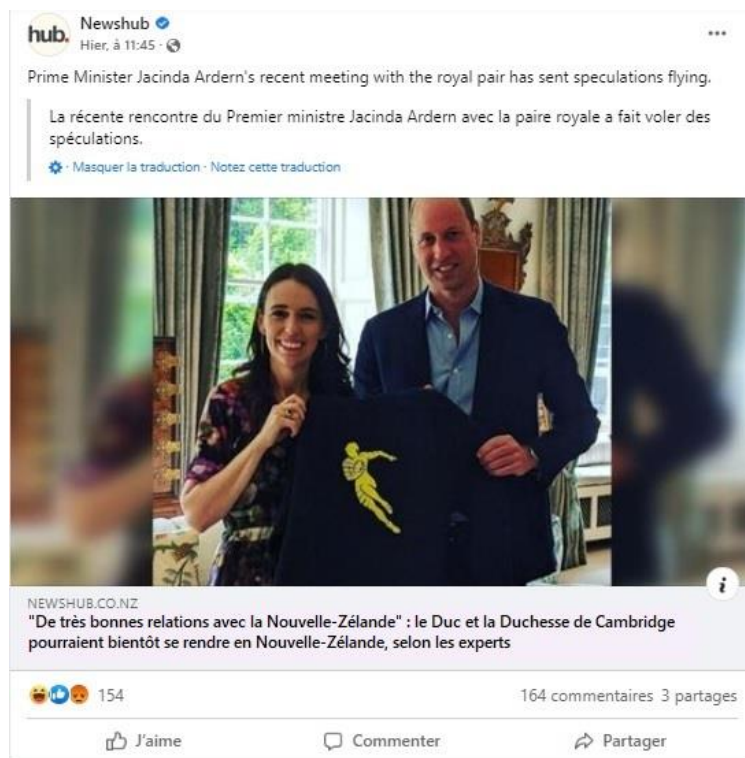 hub.
Newshub
Hier, à 11:45 ·
Prime Minister Jacinda Ardern's recent meeting with the royal pair has sent speculations flying.
La récente rencontre du Premier ministre Jacinda Ardern avec la paire royale a fait voler des
spéculations.
· Masquer la traduction · Notez cette traduction
NEWSHUB.CO.NZ
"De très bonnes relations avec la Nouvelle-Zélande" : le Duc et la Duchesse de Cambridge
pourraient bientôt se rendre en Nouvelle-Zélande, selon les experts
154
164 commentaires 3 partages
J'aime
Commenter
Partager